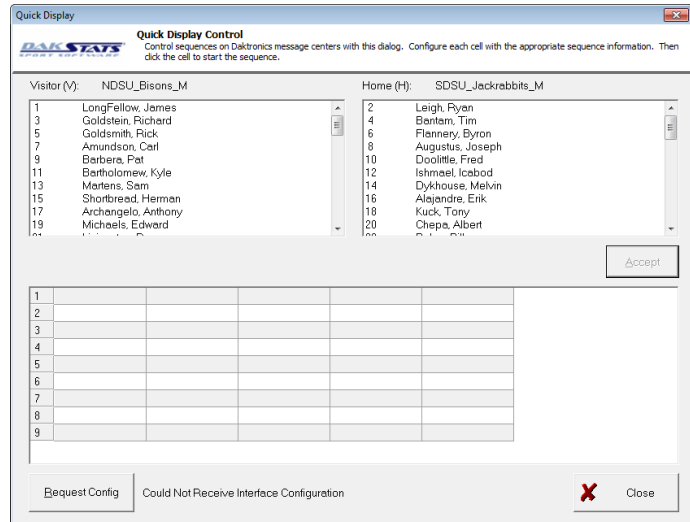 Quick Display
DAKSTATS
SPORT SOFTWARE
Quick Display Control
Control sequences on Daktronics message centers with this dialog. Configure each cell with the appropriate sequence information. Then
click the cell to start the sequence.
Visitor (V): NDSU_Bisons_M
1 LongFellow, James
3 Goldstein, Richard
5 Goldsmith, Rick
7 Amundson, Carl
9 Barbera, Pat
11 Bartholomew, Kyle
13 Martens, Sam
15 Shortbread, Herman
17 Archangelo, Anthony
19 Michaels, Edward
Home (H): SDSU_Jackrabbits_M
2 Leigh, Ryan
4 Bantam, Tim
6 Flannery, Byron
8 Augustus, Joseph
10 Doolittle, Fred
12 Ishmael, Icabod
14 Dykhouse, Melvin
16 Alajandre, Erik
18 Kuck, Tony
20 Chepa, Albert
Accept
1
2
3
4
5
6
7
8
9
Request Config
Could Not Receive Interface Configuration
Close